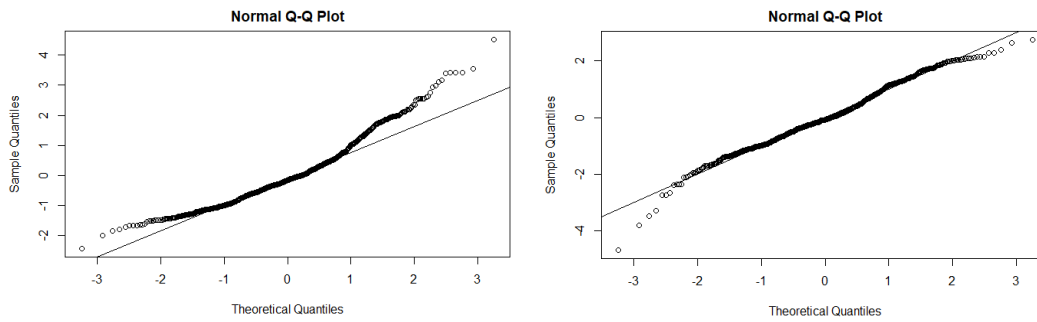 Normal Q-Q Plot
Sample Quantiles
4
3
2
1
0
-1
-2
-3 -2 -1 0 1 2 3
Theoretical Quantiles
Normal Q-Q Plot
Sample Quantiles
2
0
-2
-4
-3 -2 -1 0 1 2 3
Theoretical Quantiles